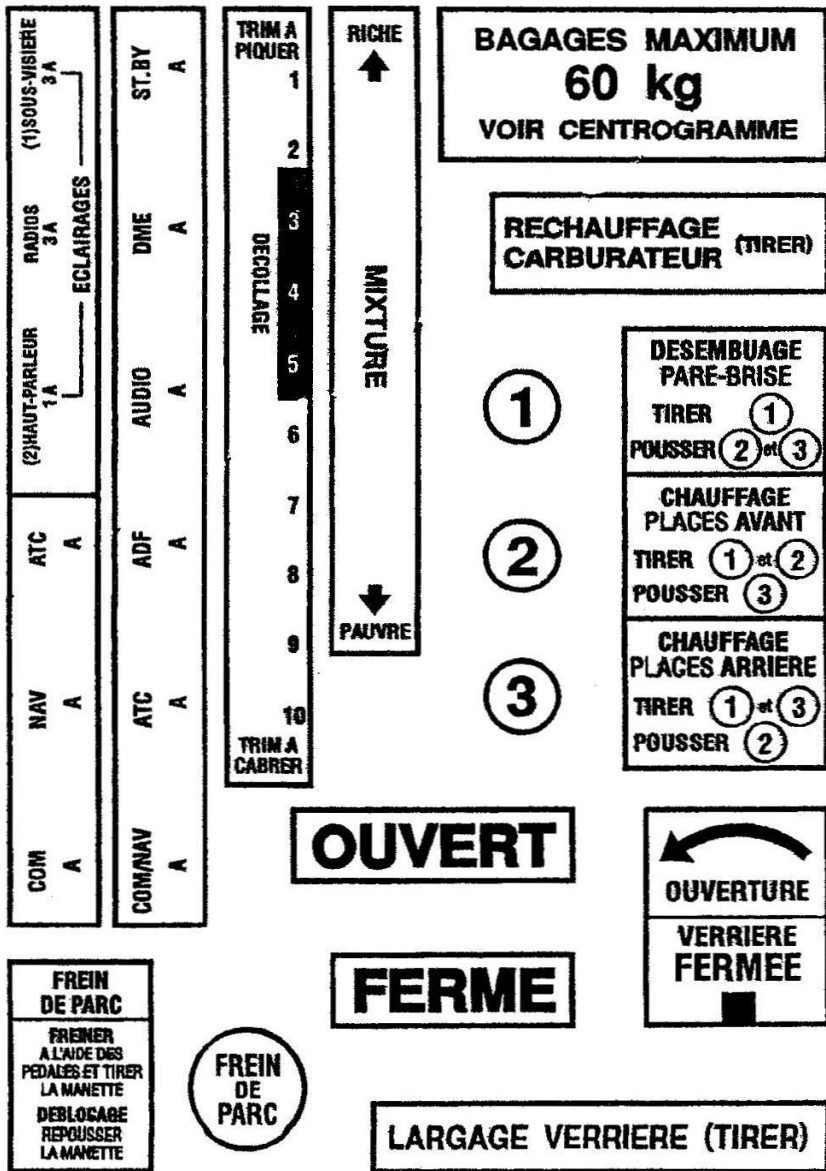 (1)SOUS-VISIERE
3 A
RADIOS
3 A
(2)HAUT-PARLEUR
1 A
ECLAIRAGES
ATC
A
NAV
A
COM
A
ST.BY
A
DME
A
AUDIO
A
ADF
A
ATC
A
COM/NAV
A
TRIM A
PIQUER
1
2
3
4
5
DECOLLAGE
6
7
8
9
10
TRIM A
CABRER
RICHE
MIXTURE
PAUVRE
BAGAGES MAXIMUM
60 kg
VOIR CENTROGRAMME
RECHAUFFAGE
CARBURATEUR (TIRER)
1
2
3
DESEMBUAGE
PARE-BRISE
TIRER 1
POUSSER 2 et 3
CHAUFFAGE
PLACES AVANT
TIRER 1 et 2
POUSSER 3
CHAUFFAGE
PLACES ARRIERE
TIRER 1 et 3
POUSSER 2
OUVERT
FERME
OUVERTURE
VERRIERE
FERMEE
FREIN
DE PARC
FREINER
A L'AIDE DES
PEDALES ET TIRER
LA MANETTE
DEBLOCAGE
REPOUSSER
LA MANETTE
FREIN
DE
PARC
LARGAGE VERRIERE (TIRER)